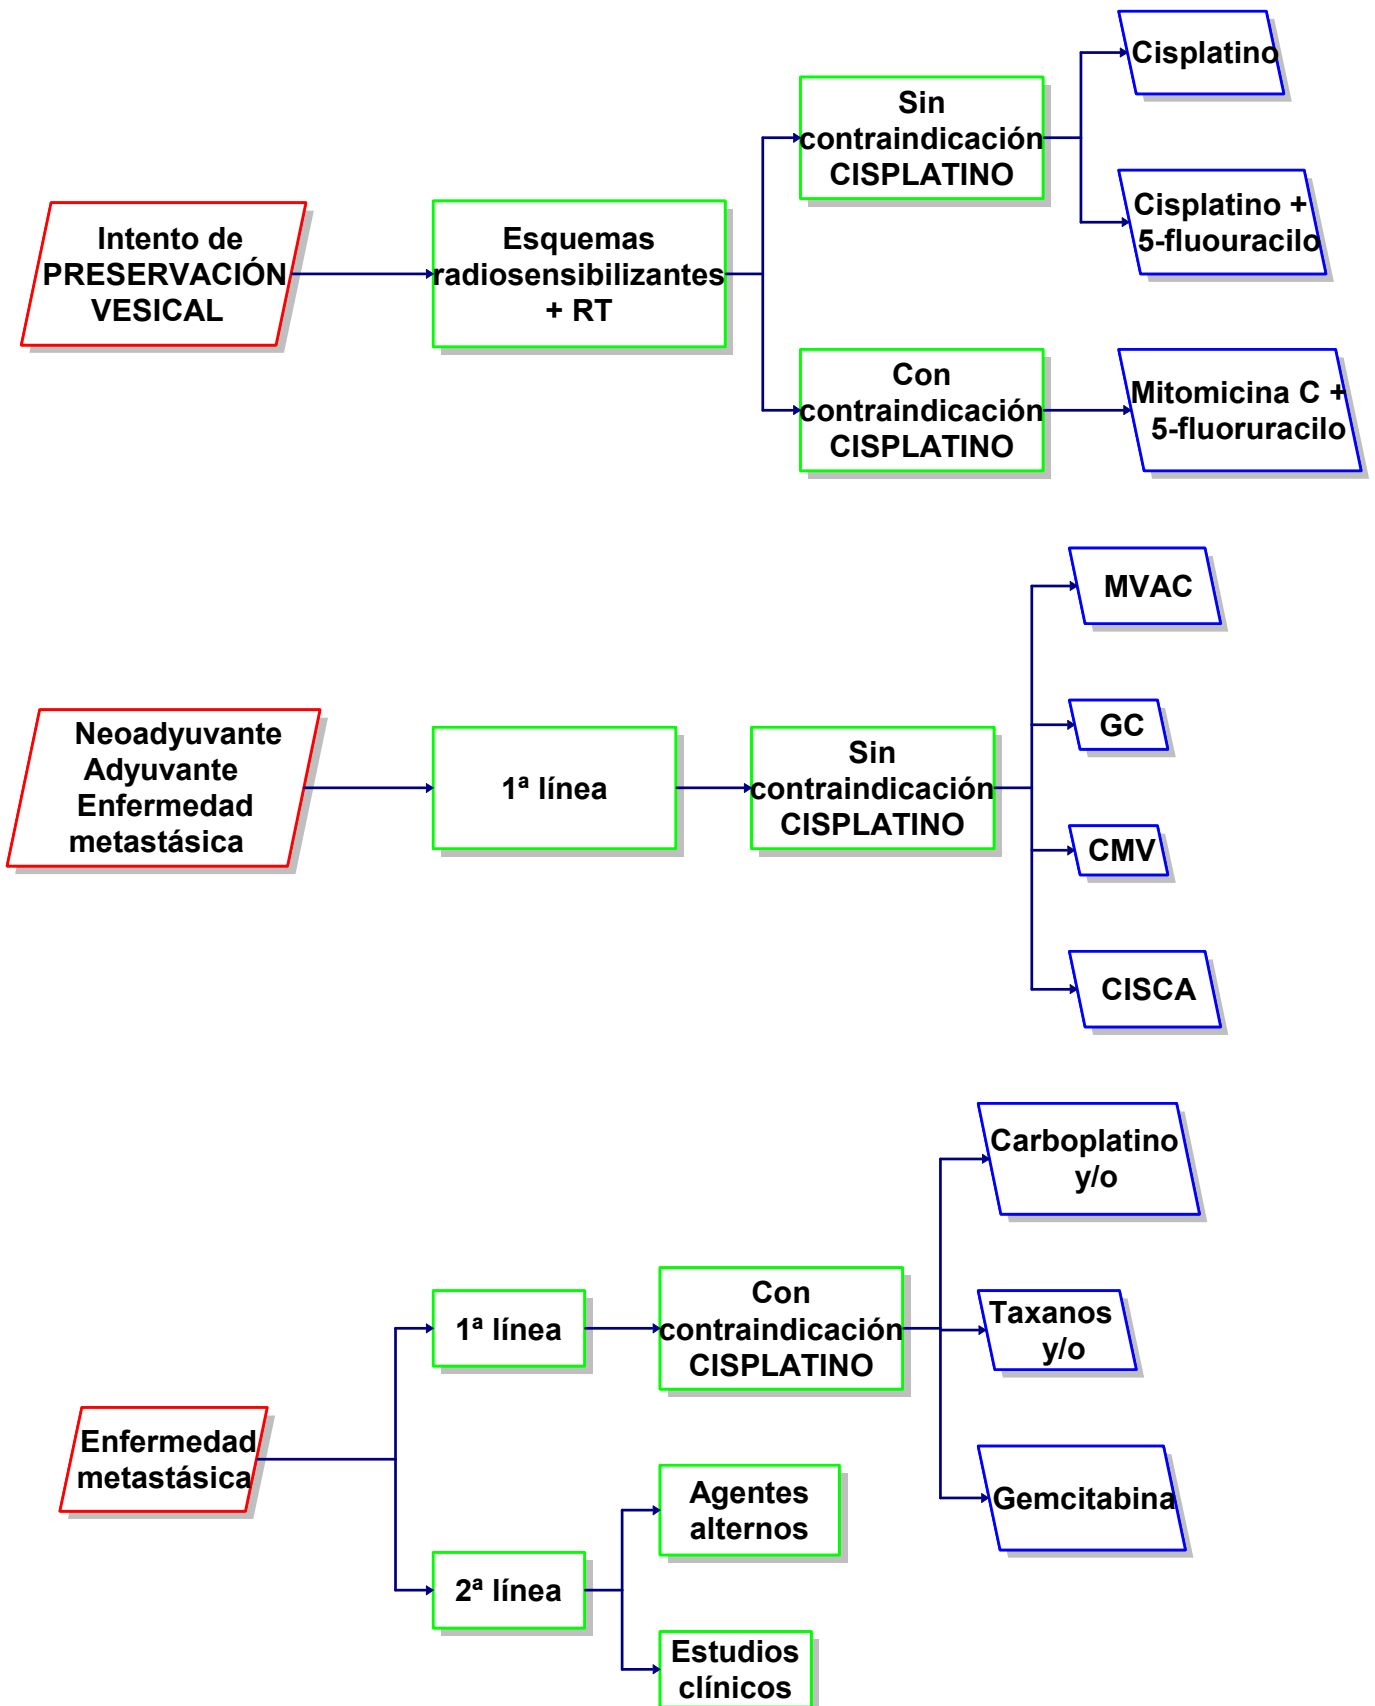 Intento de
PRESERVACIÓN
VESICAL
Esquemas
radiosensibilizantes
+ RT
Sin
contraindicación
CISPLATINO
Cisplatino
Cisplatino +
5-fluouracilo
Con
contraindicación
CISPLATINO
Mitomicina C +
5-fluoruracilo
Neoadyuvante
Adyuvante
Enfermedad
metastásica
1ª línea
Sin
contraindicación
CISPLATINO
MVAC
GC
CMV
CISCA
Enfermedad
metastásica
1ª línea
Con
contraindicación
CISPLATINO
Carboplatino
y/o
Taxanos
y/o
Gemcitabina
2ª línea
Agentes
alternos
Estudios
clínicos